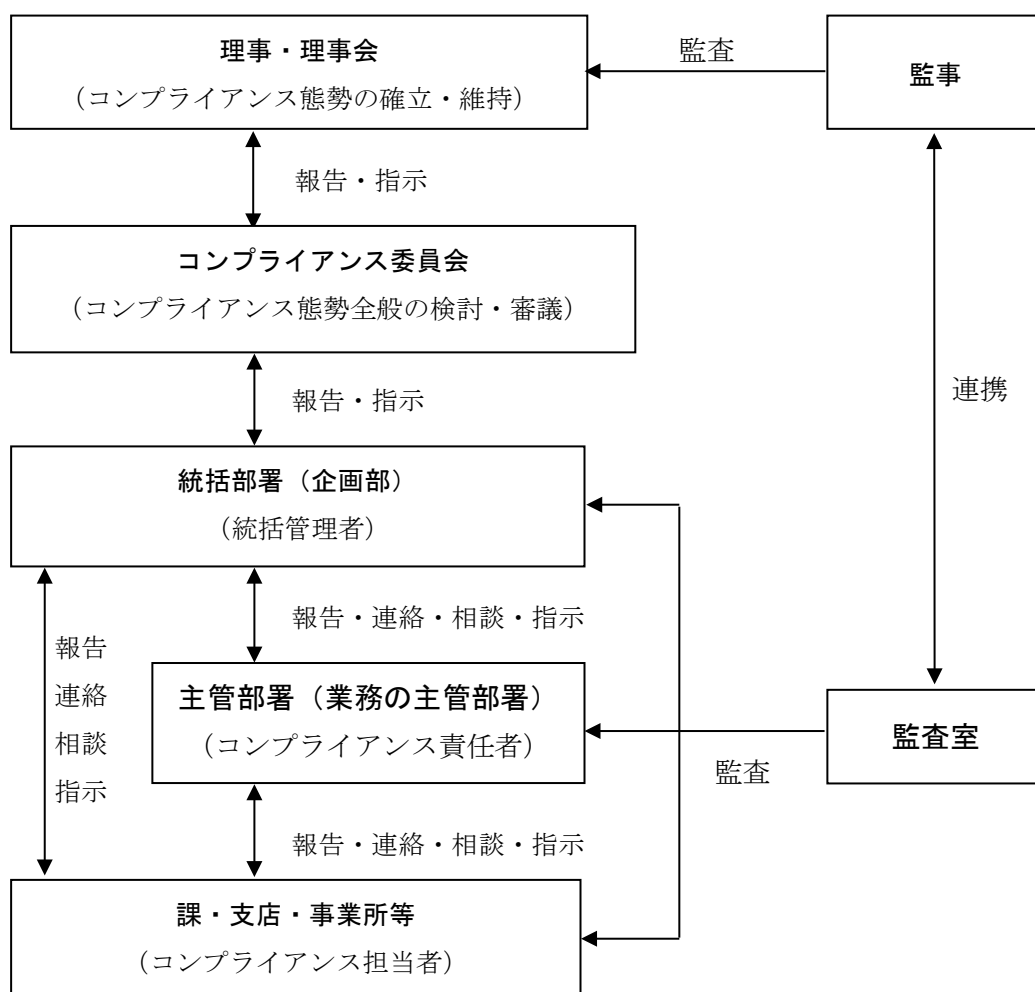 理事・理事会
（コンプライアンス態勢の確立・維持）
監査
監事
報告・指示
コンプライアンス委員会
（コンプライアンス態勢全般の検討・審議）
報告・指示
連携
統括部署（企画部）
（統括管理者）
報告・連絡・相談・指示
報告
連絡
相談
指示
主管部署（業務の主管部署）
（コンプライアンス責任者）
監査
監査室
報告・連絡・相談・指示
課・支店・事業所等
（コンプライアンス担当者）